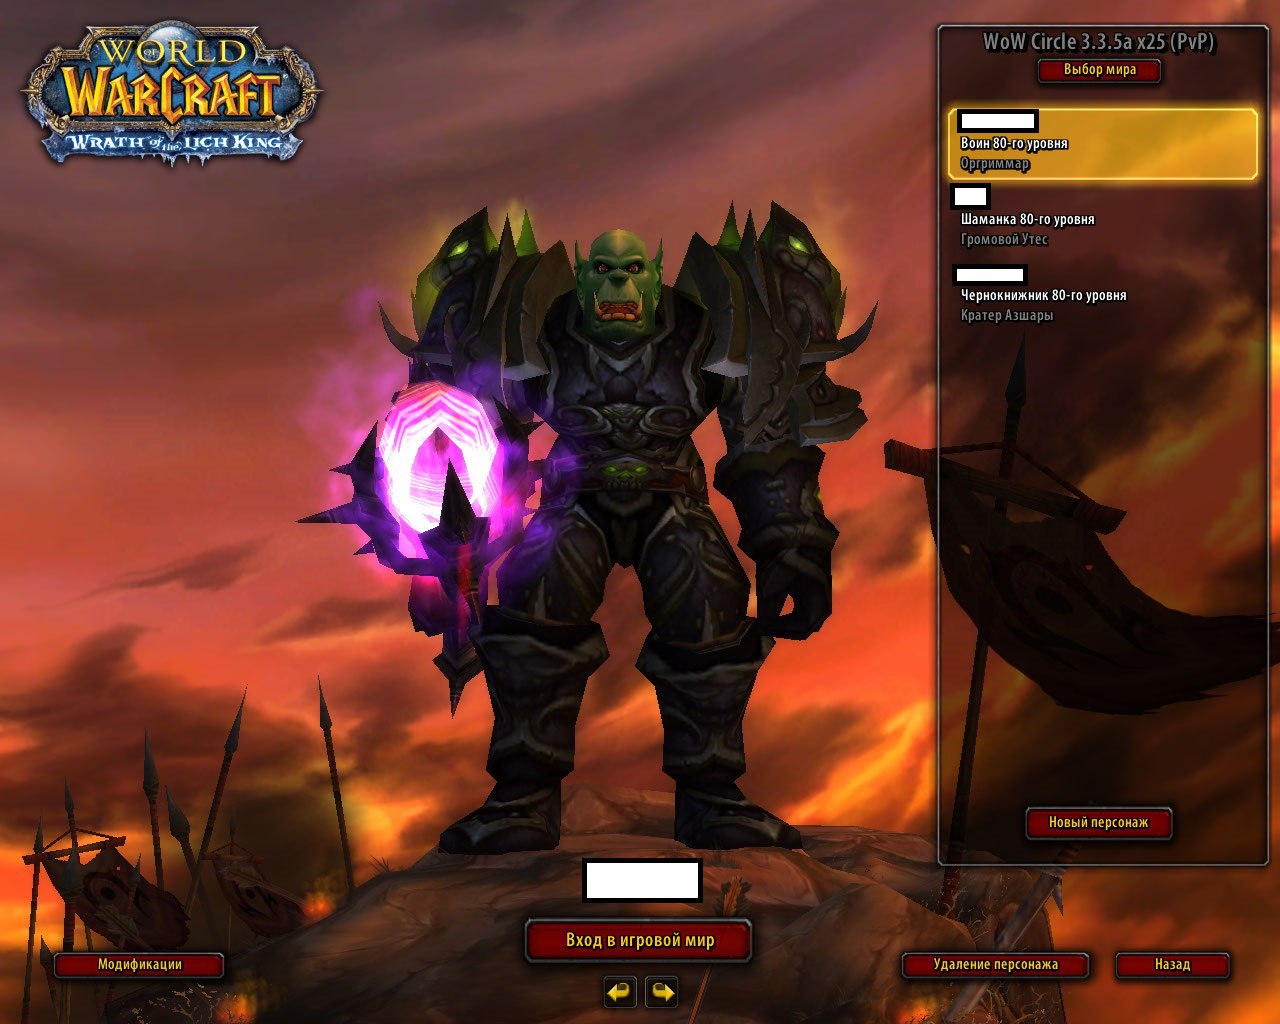 WORLD
OF
WARCRAFT
WRATH of the LICH KING
WoW Circle 3.3.5a x25 (PvP)
Выбор мира
Воин 80-го уровня
Оргриммар
Шаманка 80-го уровня
Громовой Утес
Чернокнижник 80-го уровня
Кратер Азшары
Новый персонаж
Вход в игровой мир
Модификации
Удаление персонажа
Назад